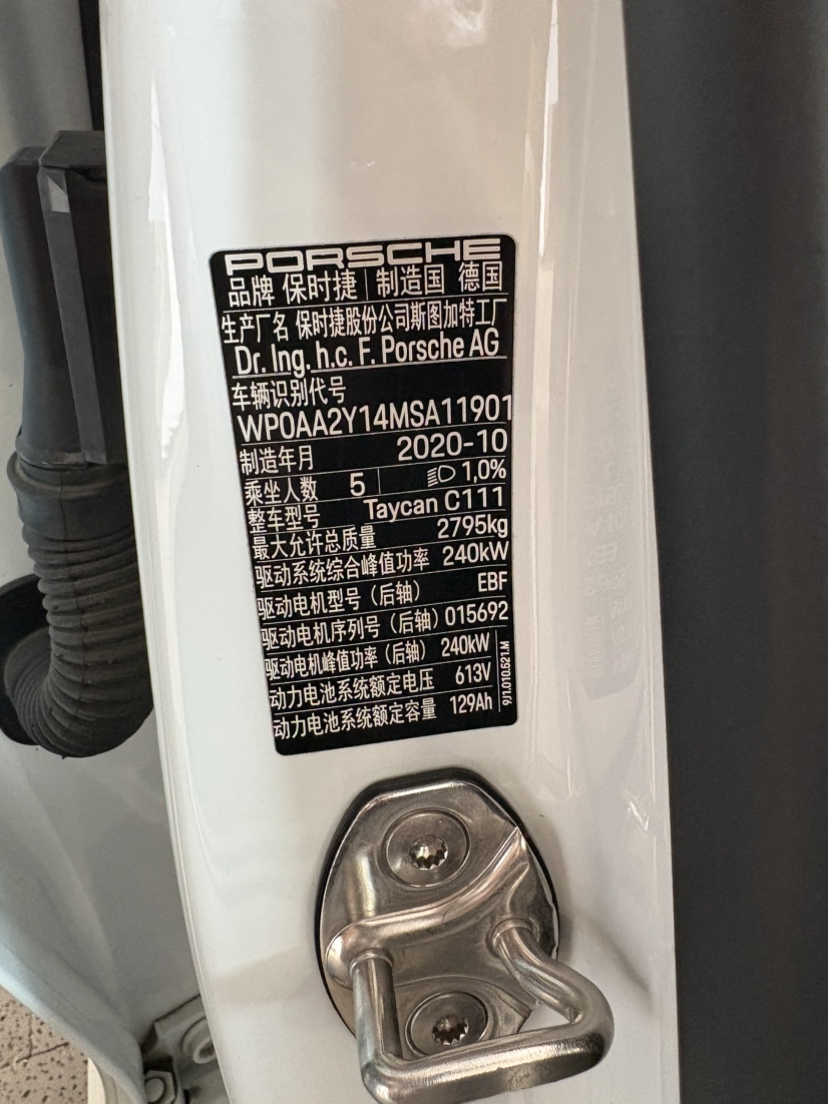 PORSCHE
品牌 保时捷 制造国 德国
生产厂名 保时捷股份公司斯图加特工厂
Dr. Ing. h.c. F. Porsche AG
车辆识别代号
WP0AA2Y14MSA11901
制造年月 2020-10
乘坐人数 5 1,0%
整车型号 Taycan C111
最大允许总质量 2795kg
驱动系统综合峰值功率 240kW
驱动电机型号（后轴） EBF
驱动电机序列号（后轴） 015692
驱动电机峰值功率（后轴） 240kW
动力电池系统额定电压 613V
动力电池系统额定容量 129Ah
9J1.010.521.M